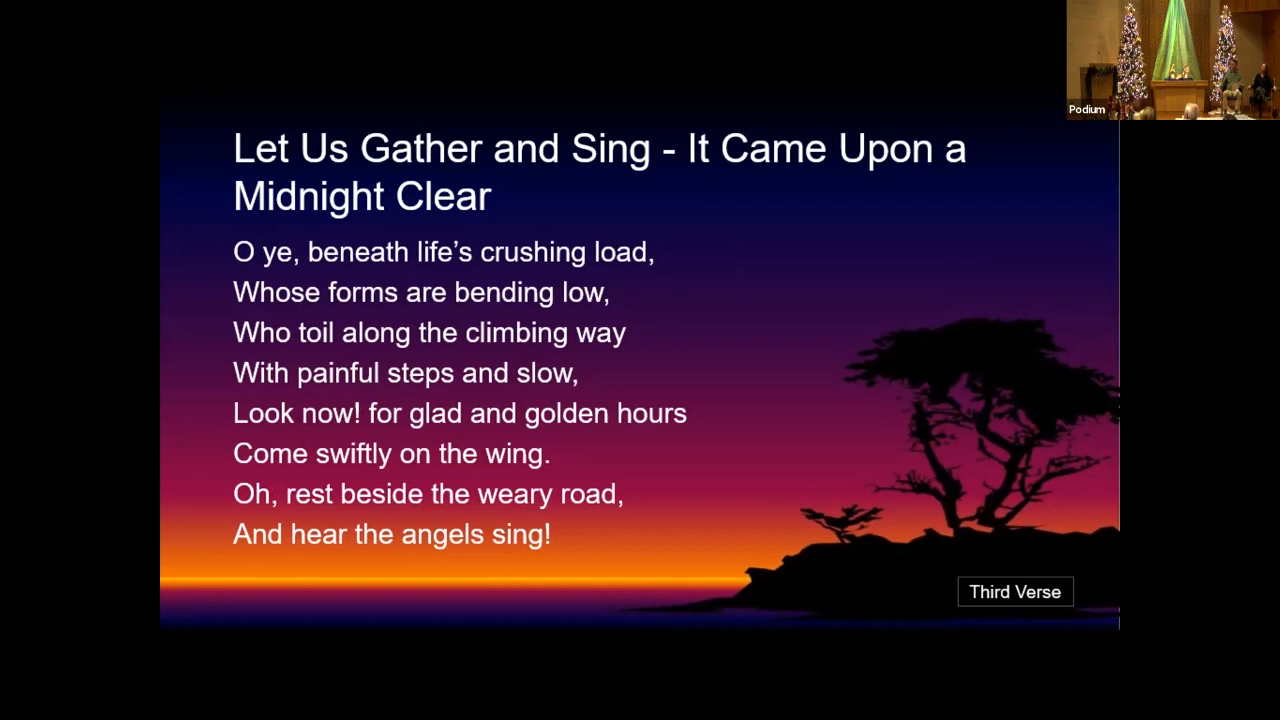 Podium
Let Us Gather and Sing - It Came Upon a
Midnight Clear
O ye, beneath life’s crushing load,
Whose forms are bending low,
Who toil along the climbing way
With painful steps and slow,
Look now! for glad and golden hours
Come swiftly on the wing.
Oh, rest beside the weary road,
And hear the angels sing!
Third Verse